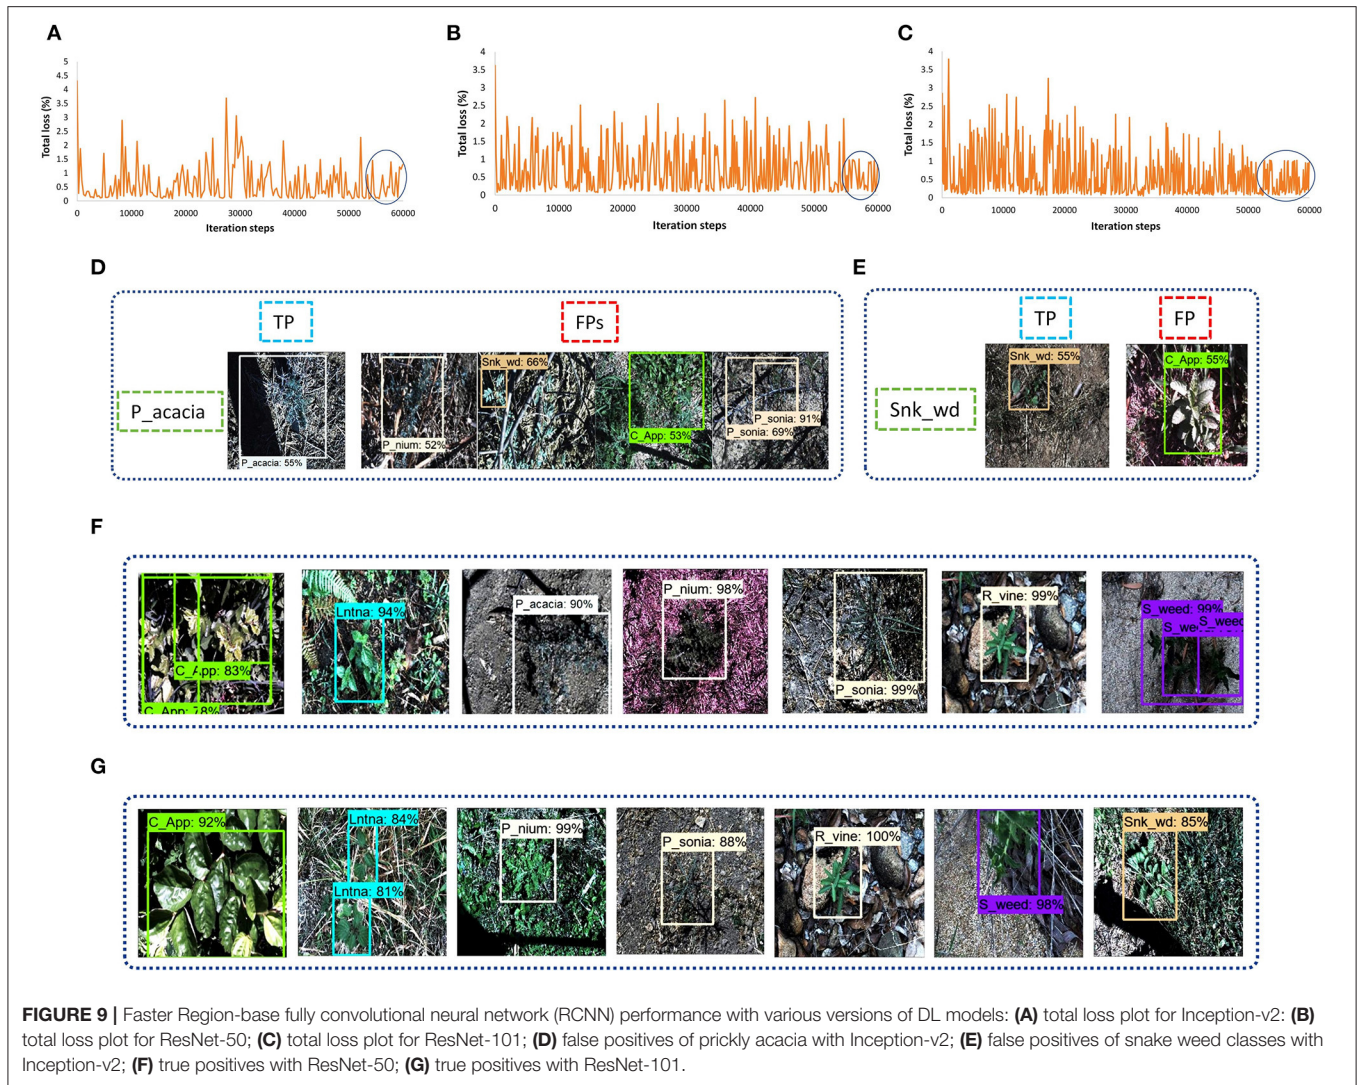 A
B
C
Total loss (%)
5
4.5
4
3.5
3
2.5
2
1.5
1
0.5
0
0
10000
20000
30000
40000
50000
60000
Iteration steps
Total loss (%)
4
3.5
3
2.5
2
1.5
1
0.5
0
0
10000
20000
30000
40000
50000
60000
Iteration steps
Total loss (%)
4
3.5
3
2.5
2
1.5
1
0.5
0
0
10000
20000
30000
40000
50000
60000
Iteration steps
D
TP
FPs
P_acacia
P_acacia: 55%
P_nium: 52%
Snk_wd: 66%
C_App: 53%
P_sonia: 91%
P_sonia: 69%
E
TP
FP
Snk_wd
Snk_wd: 55%
C_App: 55%
F
C_App: 83%
C_App: 78%
Lntna: 94%
P_acacia: 90%
P_nium: 98%
P_sonia: 99%
R_vine: 99%
S_weed: 99%
S_we
S_weed
G
C_App: 92%
Lntna: 84%
Lntna: 81%
P_nium: 99%
P_sonia: 88%
R_vine: 100%
S_weed: 98%
Snk_wd: 85%
FIGURE 9 | Faster Region-base fully convolutional neural network (RCNN) performance with various versions of DL models: (A) total loss plot for Inception-v2: (B)
total loss plot for ResNet-50; (C) total loss plot for ResNet-101; (D) false positives of prickly acacia with Inception-v2; (E) false positives of snake weed classes with
Inception-v2; (F) true positives with ResNet-50; (G) true positives with ResNet-101.